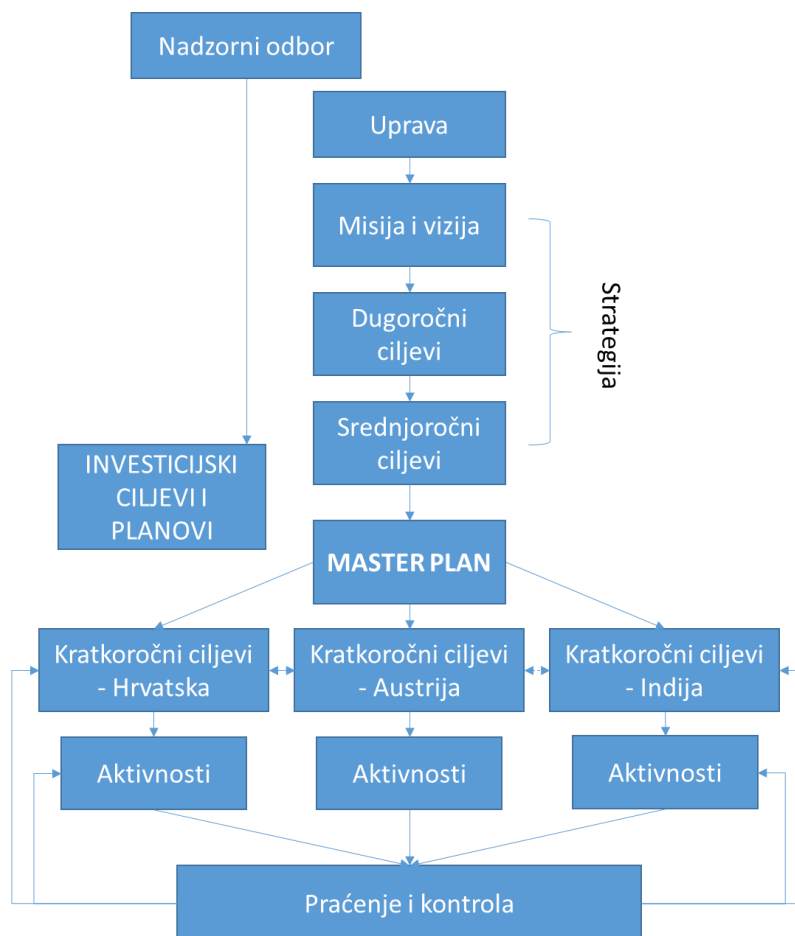 Nadzorni odbor
Uprava
Misija i vizija
Dugoročni
ciljevi
Strategija
Srednjoročni
ciljevi
INVESTICIJSKI
CILJEVI I
PLANOVI
MASTER PLAN
Kratkoročni ciljevi
- Hrvatska
Kratkoročni ciljevi
- Austrija
Kratkoročni ciljevi
- Indija
Aktivnosti
Aktivnosti
Aktivnosti
Praćenje i kontrola